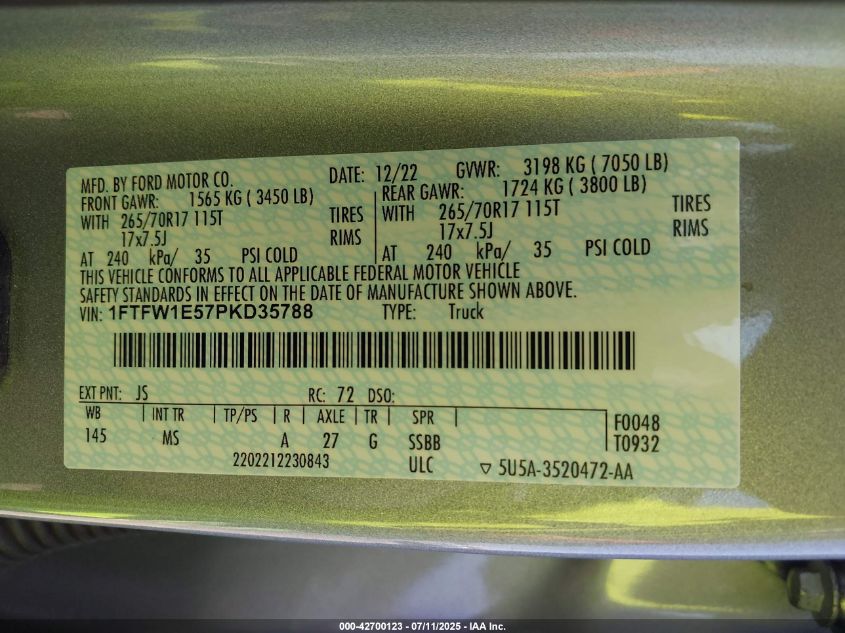 MFD. BY FORD MOTOR CO. DATE: 12/22 GVWR: 3198 KG ( 7050 LB)
FRONT GAWR: 1565 KG ( 3450 LB) REAR GAWR: 1724 KG ( 3800 LB)
WITH 265/70R17 115T TIRES WITH 265/70R17 115T TIRES
17x7.5J RIMS 17x7.5J RIMS
AT 240 kPa/ 35 PSI COLD AT 240 kPa/ 35 PSI COLD
THIS VEHICLE CONFORMS TO ALL APPLICABLE FEDERAL MOTOR VEHICLE
SAFETY STANDARDS IN EFFECT ON THE DATE OF MANUFACTURE SHOWN ABOVE.
VIN: 1FTFW1E57PKD35788 TYPE: Truck
EXT PNT: JS RC: 72 DSO:
WB INT TR TP/PS R AXLE TR SPR F0048
145 MS A 27 G SSBB T0932
2202212230843 ULC ▽ 5U5A-3520472-AA
000-42700123 - 07/11/2025 - IAA Inc.